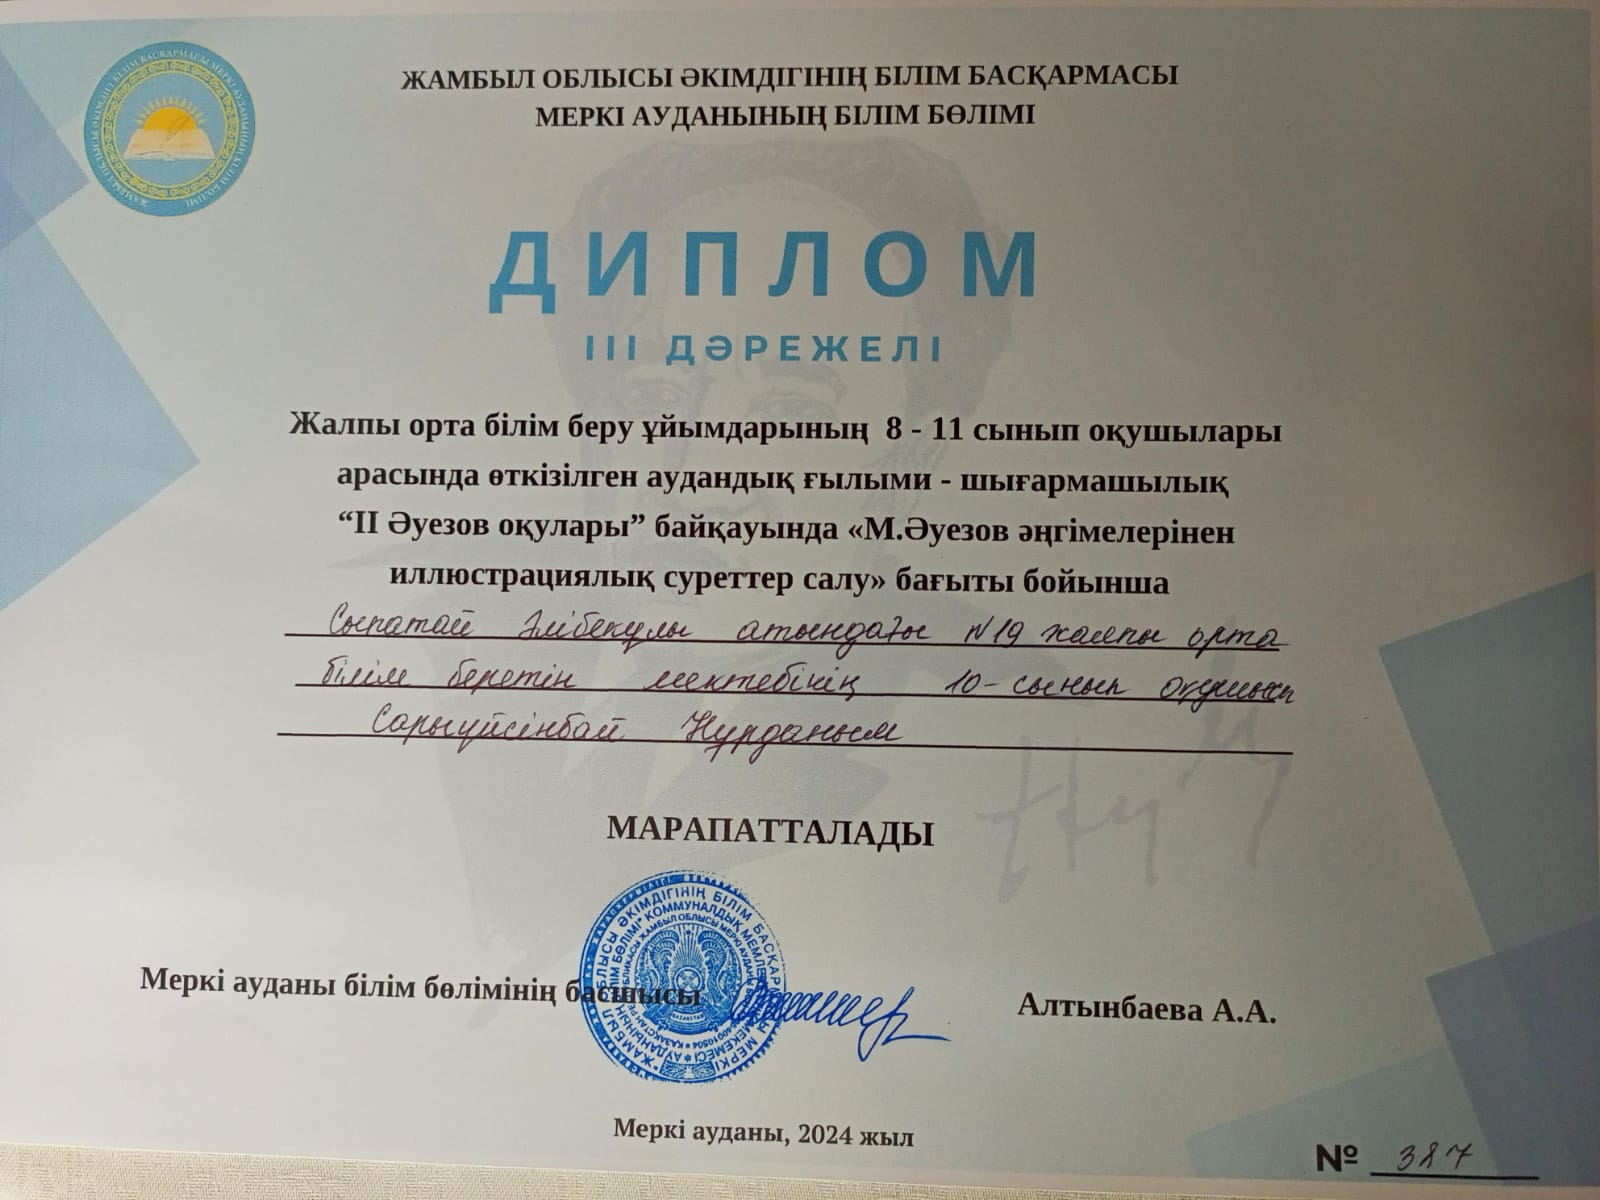 ЖАМБЫЛ ОБЛЫСЫ ӘКІМДІГІНІҢ БІЛІМ БАСҚАРМАСЫ
МЕРКІ АУДАНЫНЫҢ БІЛІМ БӨЛІМІ
ДИПЛОМ
III ДӘРЕЖЕЛІ
Жалпы орта білім беру ұйымдарының 8 - 11 сынып оқушылары
арасында өткізілген аудандық ғылыми - шығармашылық
“II Әуезов оқулары” байқауында «М.Әуезов әңгімелерінен
иллюстрациялық суреттер салу» бағыты бойынша
Сыпатай Әлібекұлы атындағы №19 жалпы орта
білім беретін мектебінің 10-сынып оқушысы
Сарыүйсінбай Нұрданым
МАРАПАТТАЛАДЫ
Меркі ауданы білім бөлімінің басшысы
Алтынбаева А.А.
Меркі ауданы, 2024 жыл
№ 387